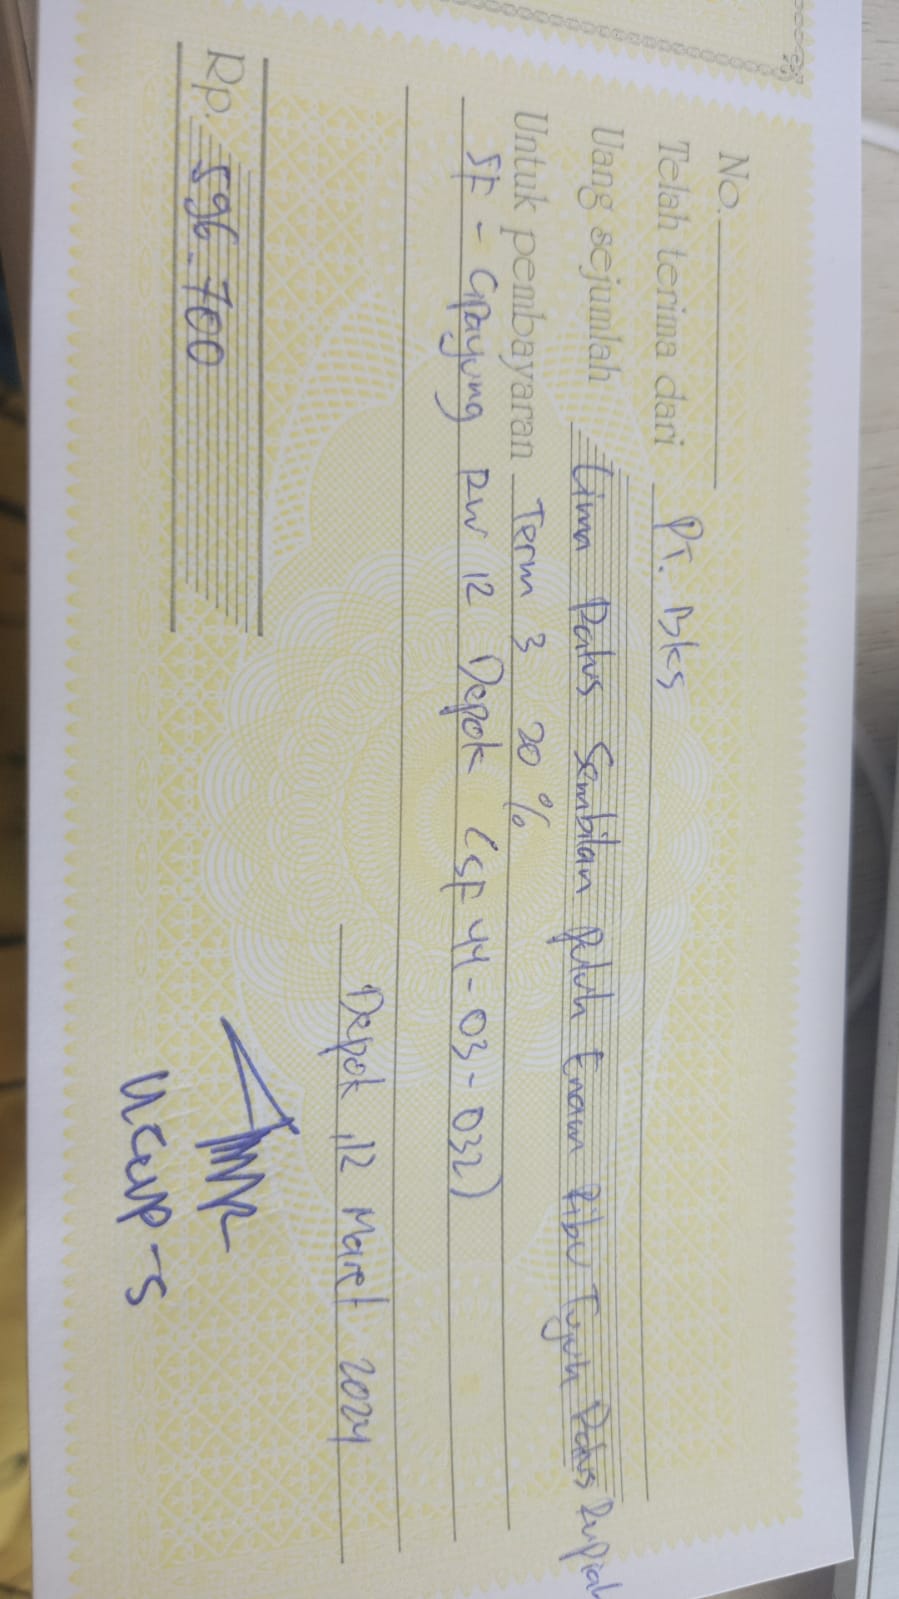 No.
Telah terima dari PT. Bks
Uang sejumlah Lima Ratus Sembilan puluh Enam Ribu Tujuh Ratus Rupiah
Untuk pembayaran Term 3 20 %
SF - Cipayung RW 12 Depok (SF 44-03-032)
Depok, 12 Maret 2024
Rp. 596.700
Ucup-s